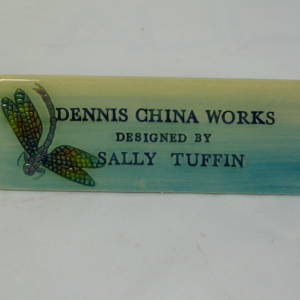 DENNIS CHINA WORKS
DESIGNED BY
SALLY TUFFIN